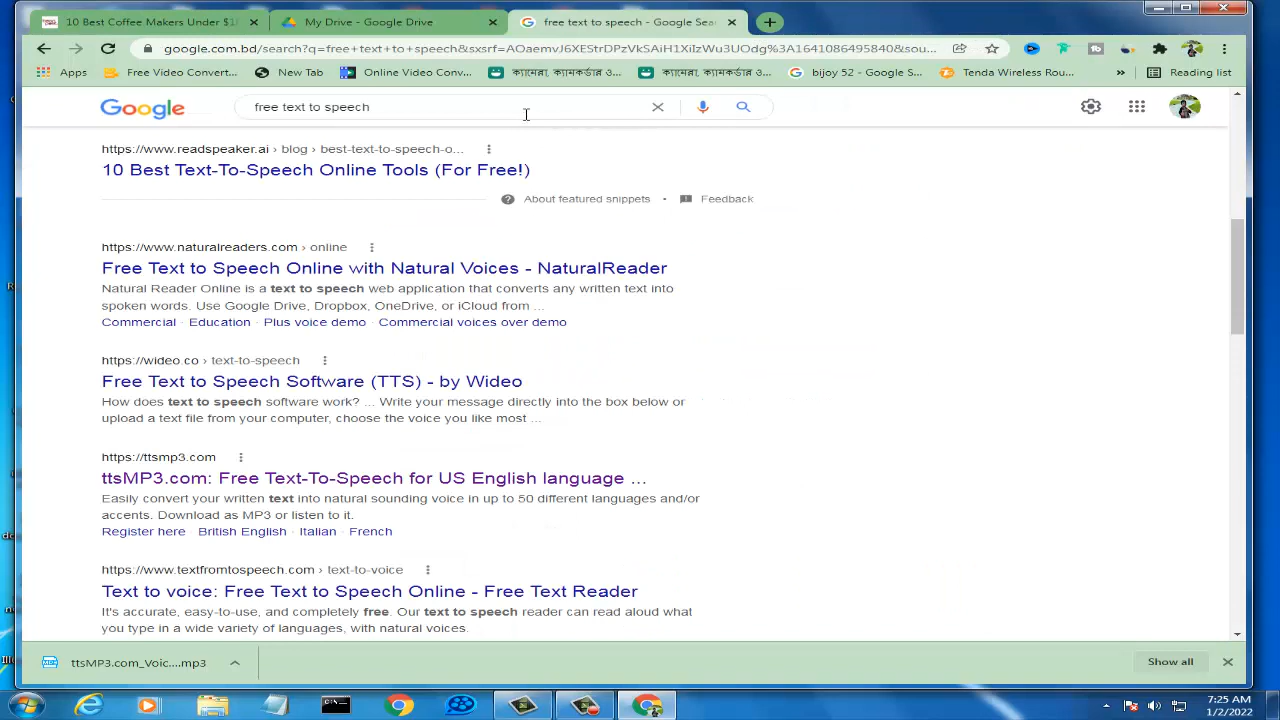 10 Best Coffee Makers Under $1
My Drive - Google Drive
free text to speech - Google Sea
google.com.bd/search?q=free+text+to+speech&sxsrf=AOaemvJ6XEStrDPzVkSAiH1XiIzWu3UOdg%3A1641086495840&sou...
Apps
Free Video Convert...
New Tab
Online Video Conv...
ক্যামেরা, ক্যামকর্ডার ও...
ক্যামেরা, ক্যামকর্ডার ও...
bijoy 52 - Google S...
Tenda Wireless Rou...
»
Reading list
Google
free text to speech
https://www.readspeaker.ai › blog › best-text-to-speech-o...
10 Best Text-To-Speech Online Tools (For Free!)
About featured snippets • Feedback
https://www.naturalreaders.com › online
Free Text to Speech Online with Natural Voices - NaturalReader
Natural Reader Online is a text to speech web application that converts any written text into
spoken words. Use Google Drive, Dropbox, OneDrive, or iCloud from ...
Commercial · Education · Plus voice demo · Commercial voices over demo
https://wideo.co › text-to-speech
Free Text to Speech Software (TTS) - by Wideo
How does text to speech software work? ... Write your message directly into the box below or
upload a text file from your computer, choose the voice you like most ...
https://ttsmp3.com
ttsMP3.com: Free Text-To-Speech for US English language ...
Easily convert your written text into natural sounding voice in up to 50 different languages and/or
accents. Download as MP3 or listen to it.
Register here · British English · Italian · French
https://www.textfromtospeech.com › text-to-voice
Text to voice: Free Text to Speech Online - Free Text Reader
It's accurate, easy-to-use, and completely free. Our text to speech reader can read aloud what
you type in a wide variety of languages, with natural voices.
ttsMP3.com_Voic....mp3
Show all
7:25 AM
1/2/2022